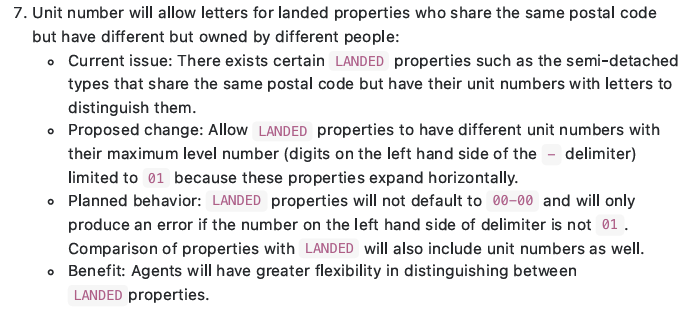 7. Unit number will allow letters for landed properties who share the same postal code
but have different but owned by different people:
◦ Current issue: There exists certain LANDED properties such as the semi-detached
types that share the same postal code but have their unit numbers with letters to
distinguish them.
◦ Proposed change: Allow LANDED properties to have different unit numbers with
their maximum level number (digits on the left hand side of the - delimiter)
limited to 01 because these properties expand horizontally.
◦ Planned behavior: LANDED properties will not default to 00-00 and will only
produce an error if the number on the left hand side of delimiter is not 01 .
Comparison of properties with LANDED will also include unit numbers as well.
◦ Benefit: Agents will have greater flexibility in distinguishing between
LANDED properties.